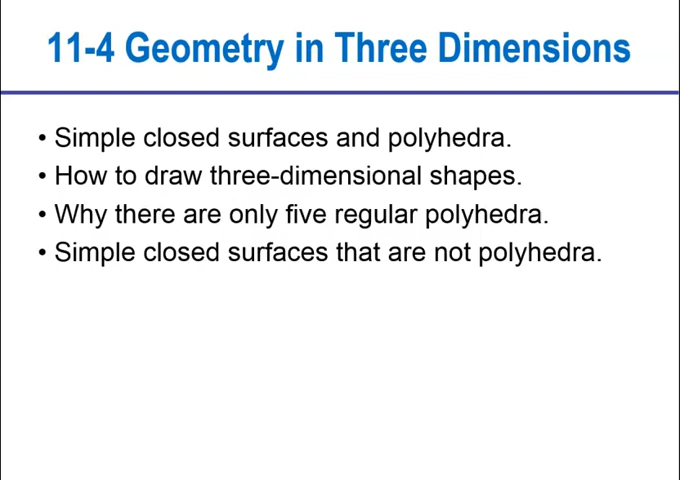 11-4 Geometry in Three Dimensions
• Simple closed surfaces and polyhedra.
• How to draw three-dimensional shapes.
• Why there are only five regular polyhedra.
• Simple closed surfaces that are not polyhedra.